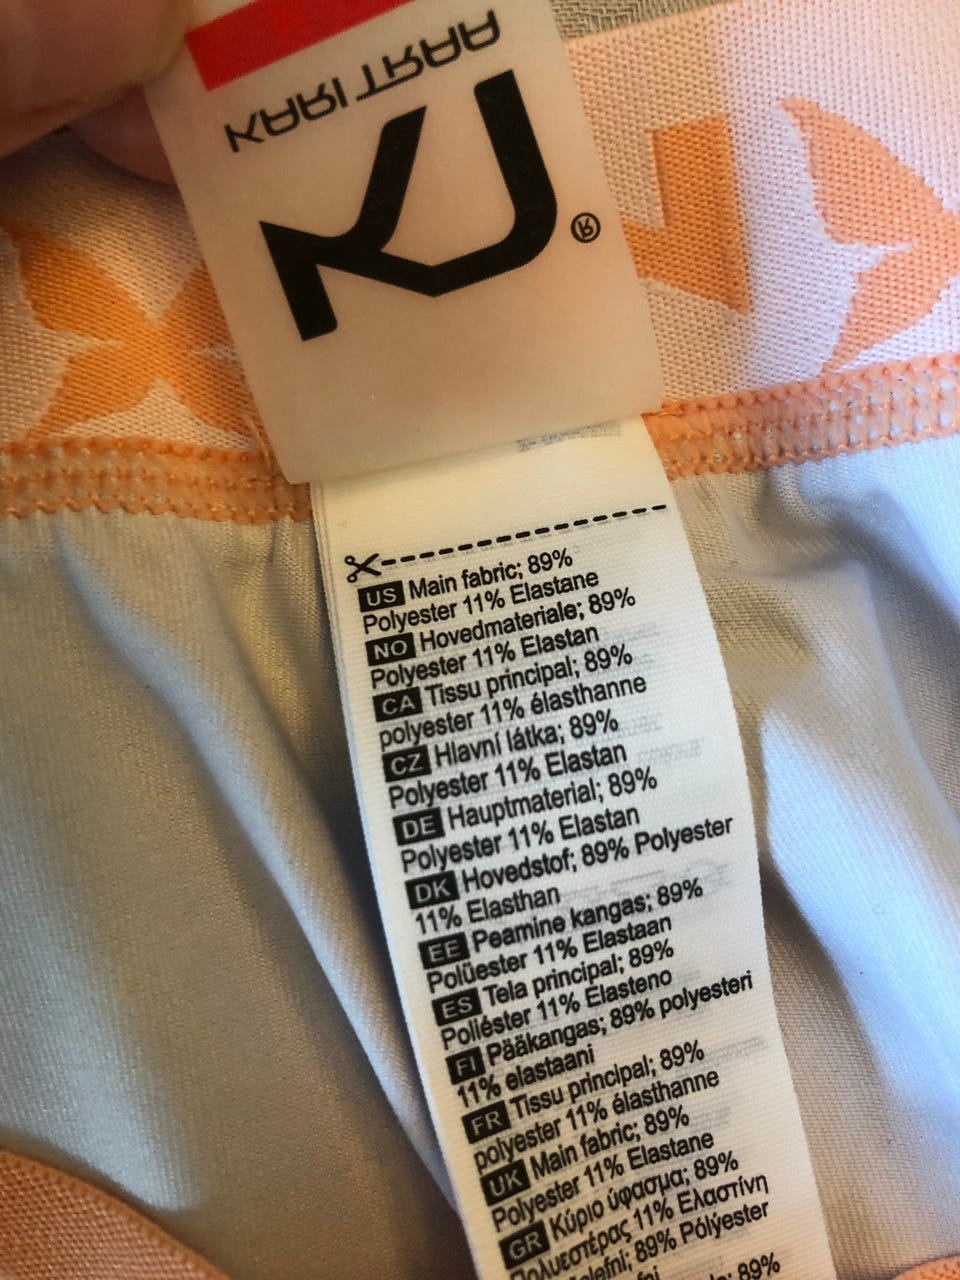 KARI TRAA
®
US Main fabric; 89%
Polyester 11% Elastane
NO Hovedmateriale; 89%
Polyester 11% Elastan
CA Tissu principal; 89%
polyester 11% élasthanne
CZ Hlavní látka; 89%
Polyester 11% Elastan
DE Hauptmaterial; 89%
Polyester 11% Elastan
DK Hovedstof; 89% Polyester
11% Elasthan
EE Peamine kangas; 89%
Polüester 11% Elastaan
ES Tela principal; 89%
Poliéster 11% Elasteno
FI Pääkangas; 89% polyesteri
11% elastaani
FR Tissu principal; 89%
polyester 11% élasthanne
UK Main fabric; 89%
Polyester 11% Elastane
GR Κύριο ύφασμα; 89%
Πολυεστέρας 11% Ελαστίνη
89% Pólýester
89%